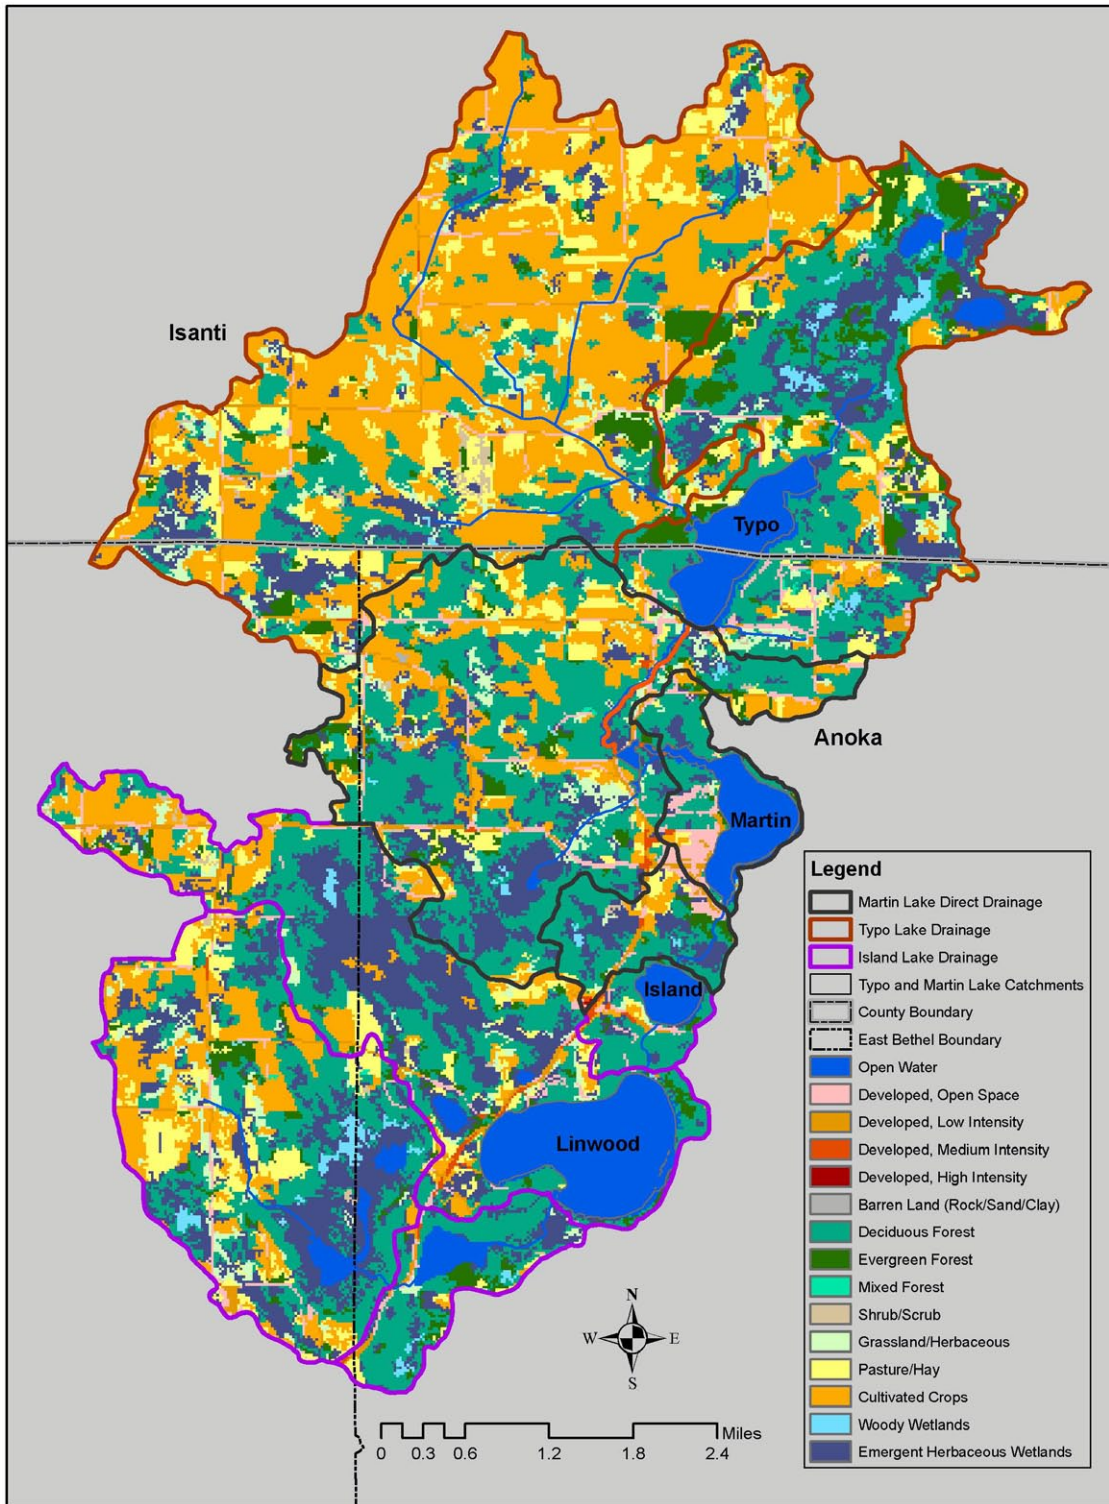 Isanti
Typo
Anoka
Martin
Island
Linwood
Legend
Martin Lake Direct Drainage
Typo Lake Drainage
Island Lake Drainage
Typo and Martin Lake Catchments
County Boundary
East Bethel Boundary
Open Water
Developed, Open Space
Developed, Low Intensity
Developed, Medium Intensity
Developed, High Intensity
Barren Land (Rock/Sand/Clay)
Deciduous Forest
Evergreen Forest
Mixed Forest
Shrub/Scrub
Grassland/Herbaceous
Pasture/Hay
Cultivated Crops
Woody Wetlands
Emergent Herbaceous Wetlands
N
W E
S
Miles
0 0.3 0.6 1.2 1.8 2.4